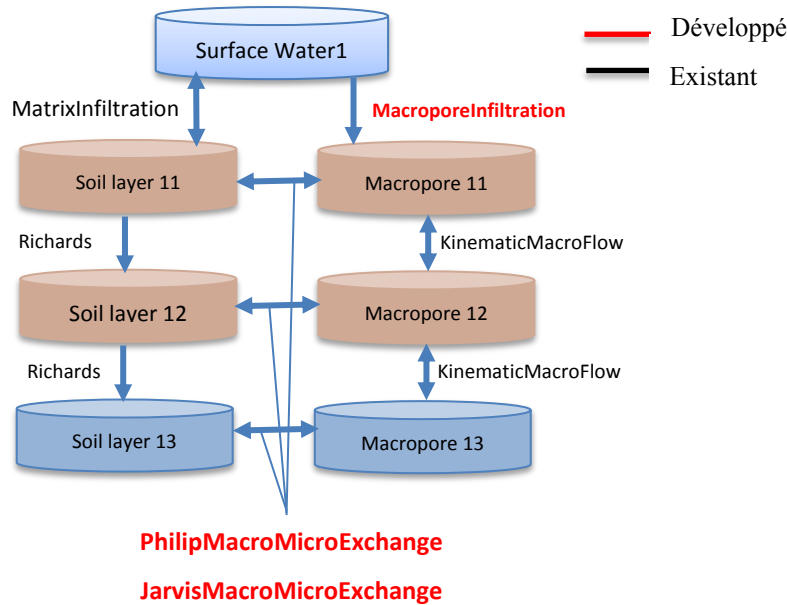 Surface Water1
Développé
Existant
MatrixInfiltration
MacroporeInfiltration
Soil layer 11
Macropore 11
Richards
KinematicMacroFlow
Soil layer 12
Macropore 12
Richards
KinematicMacroFlow
Soil layer 13
Macropore 13
PhilipMacroMicroExchange
JarvisMacroMicroExchange